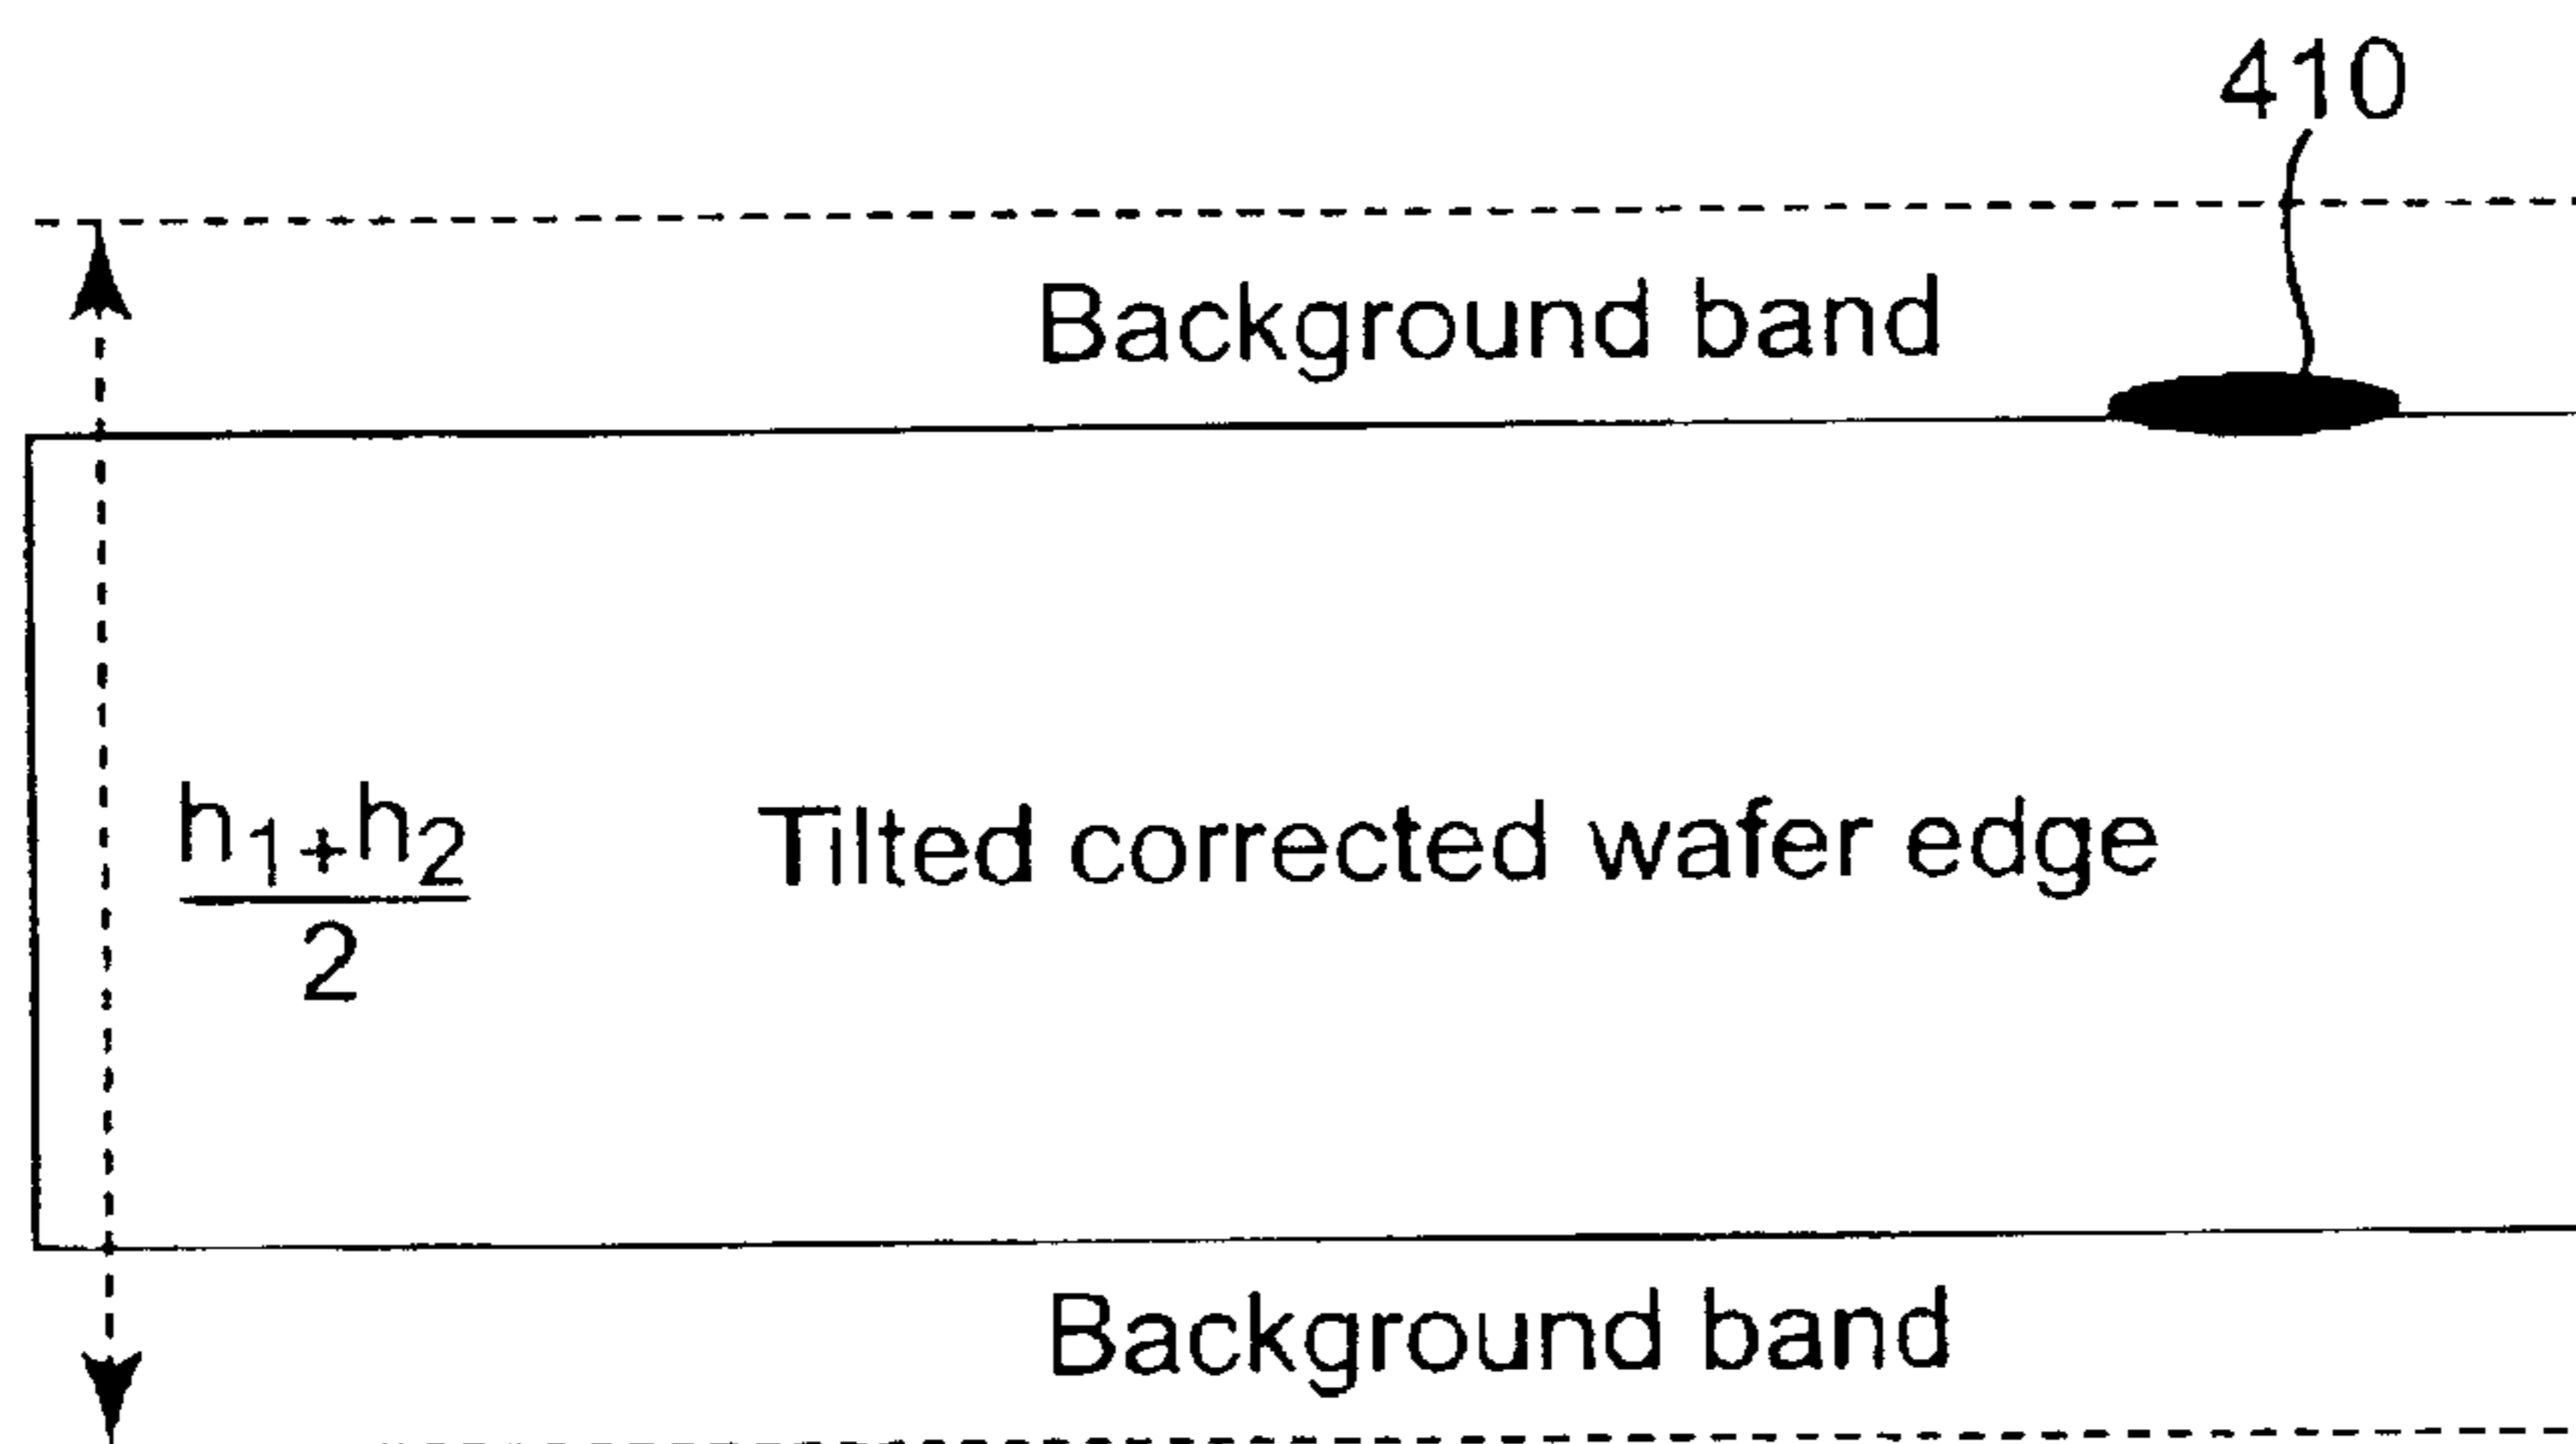 410
Background band
h₁+h₂
2
Tilted corrected wafer edge
Background band